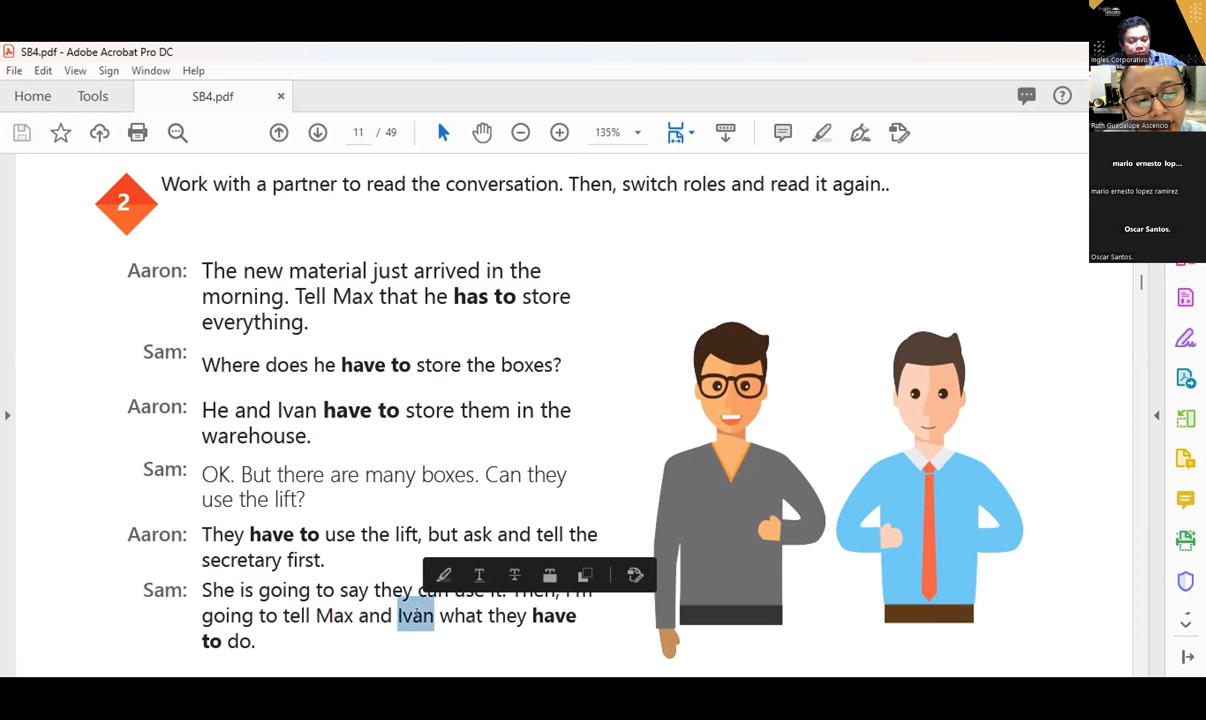 SB4.pdf - Adobe Acrobat Pro DC
File Edit View Sign Window Help
Home Tools SB4.pdf ×
11 / 49 135%
2 Work with a partner to read the conversation. Then, switch roles and read it again..
Aaron: The new material just arrived in the
morning. Tell Max that he has to store
everything.
Sam: Where does he have to store the boxes?
Aaron: He and Ivan have to store them in the
warehouse.
Sam: OK. But there are many boxes. Can they
use the lift?
Aaron: They have to use the lift, but ask and tell the
secretary first.
Sam: She is going to say they can use it. Then, I'm
going to tell Max and Ivan what they have
to do.
Ingles Corporativo
Ruth Guadalupe Ascencio
mario ernesto lop...
mario ernesto lopez ramirez
Oscar Santos.
Oscar Santos.